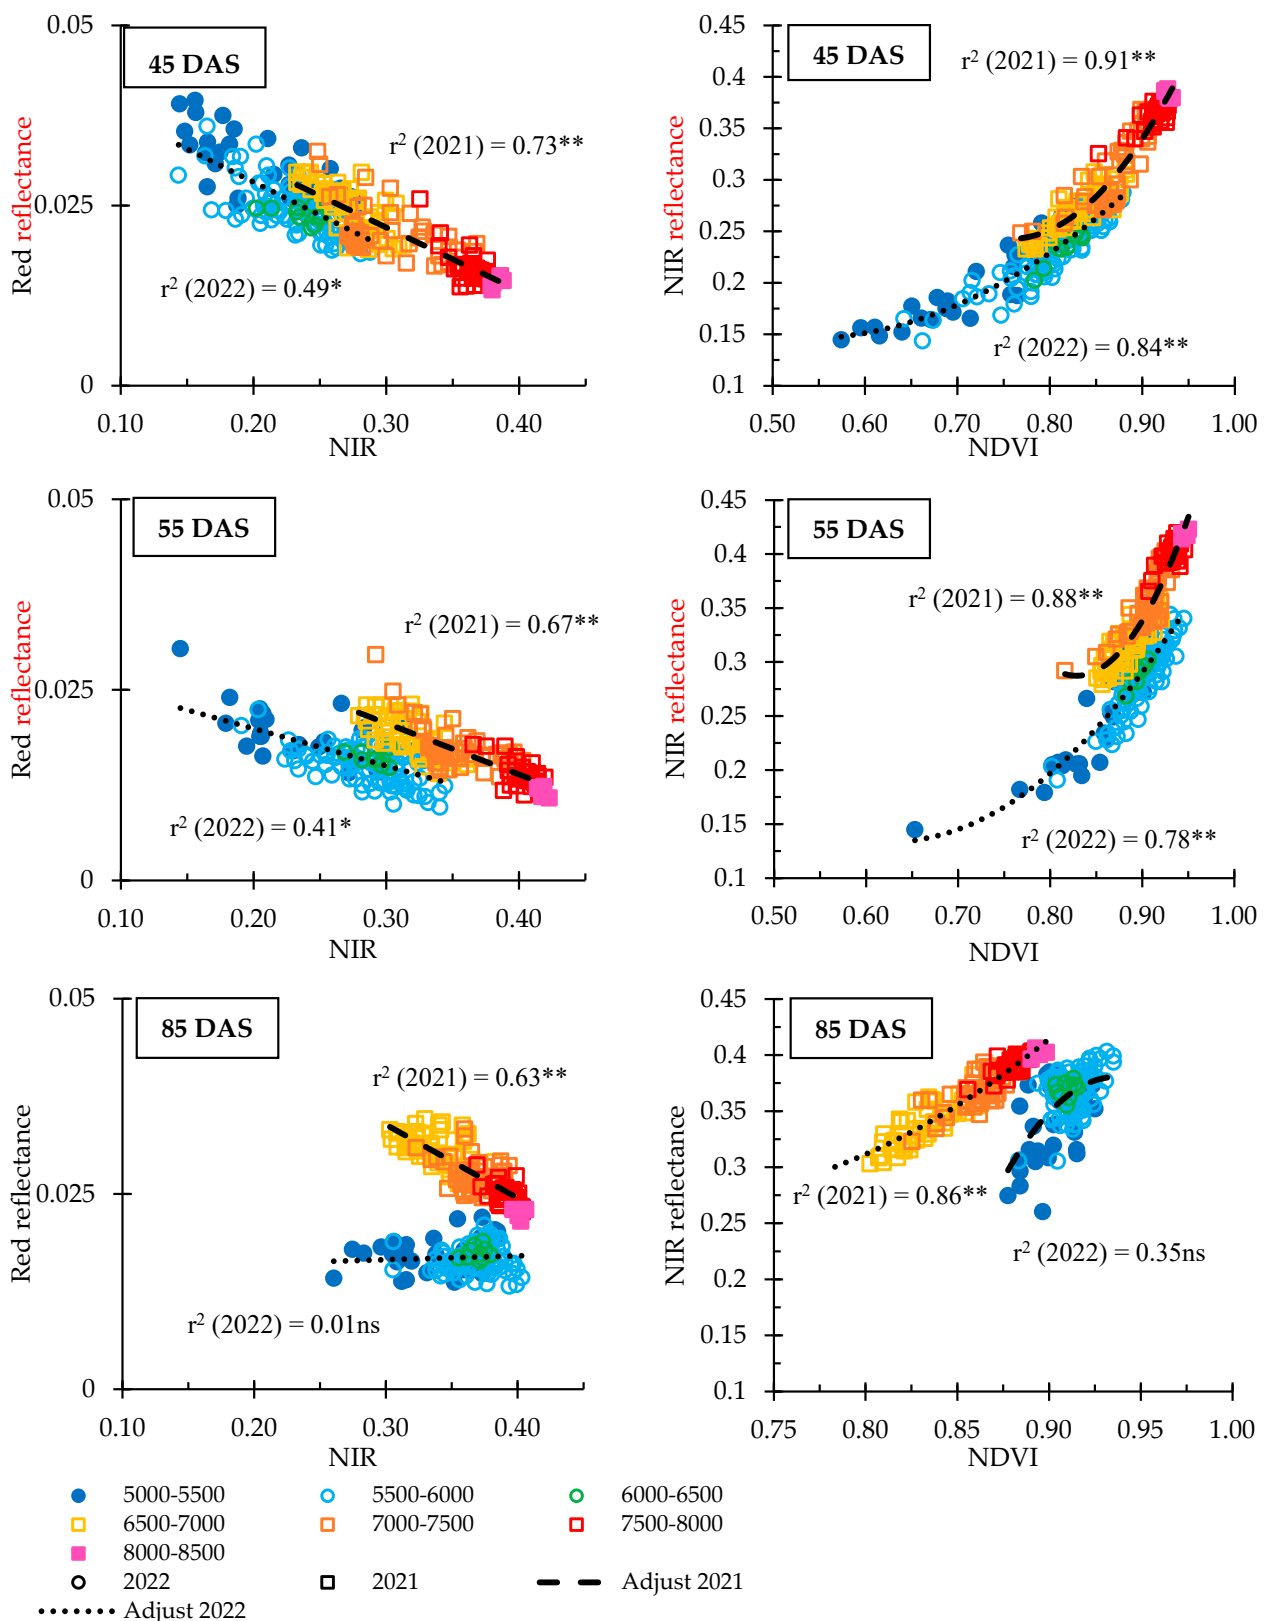 0.05
45 DAS
r² (2021) = 0.73**
0.025
r² (2022) = 0.49*
0
0.10 0.20 0.30 0.40
NIR
Red reflectance
0.45
45 DAS
r² (2021) = 0.91**
0.4
0.35
0.3
0.25
0.2
0.15
r² (2022) = 0.84**
0.1
0.50 0.60 0.70 0.80 0.90 1.00
NDVI
NIR reflectance
0.05
55 DAS
r² (2021) = 0.67**
0.025
r² (2022) = 0.41*
0
0.10 0.20 0.30 0.40
NIR
Red reflectance
0.45
55 DAS
0.4
r² (2021) = 0.88**
0.35
0.3
0.25
0.2
0.15
r² (2022) = 0.78**
0.1
0.50 0.60 0.70 0.80 0.90 1.00
NDVI
NIR reflectance
0.05
85 DAS
r² (2021) = 0.63**
0.025
r² (2022) = 0.01ns
0
0.10 0.20 0.30 0.40
NIR
Red reflectance
0.45
85 DAS
0.4
0.35
0.3
r² (2021) = 0.86**
0.25
r² (2022) = 0.35ns
0.2
0.15
0.1
0.75 0.80 0.85 0.90 0.95 1.00
NDVI
NIR reflectance
5000-5500 5500-6000 6000-6500
6500-7000 7000-7500 7500-8000
8000-8500
2022 2021 Adjust 2021
Adjust 2022